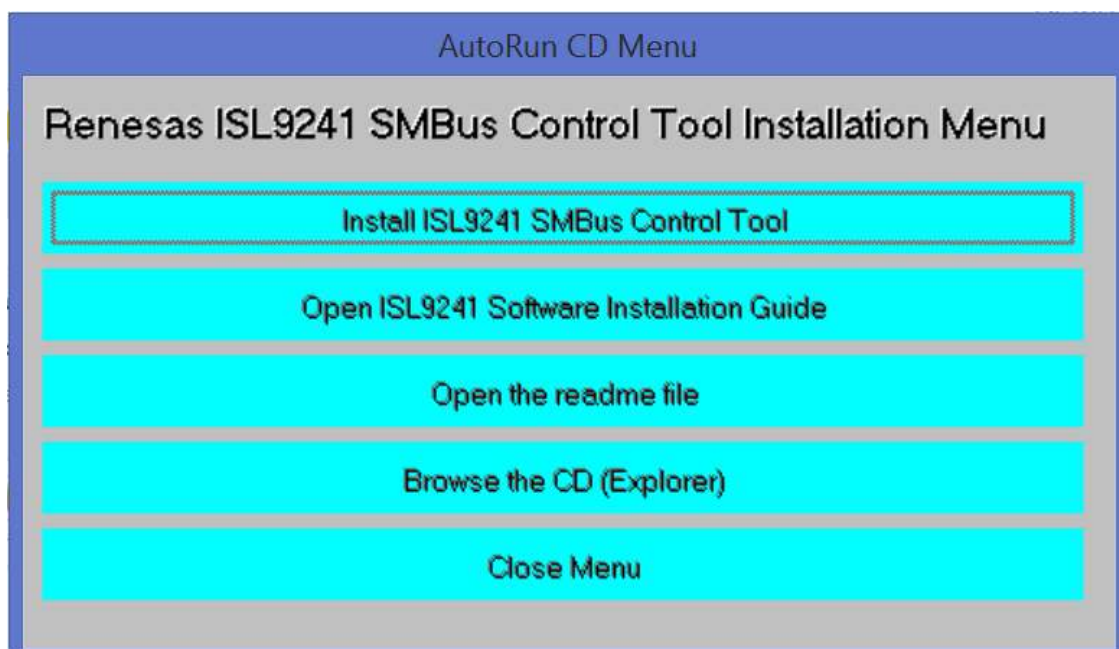 AutoRun CD Menu
Renesas ISL9241 SMBus Control Tool Installation Menu
Install ISL9241 SMBus Control Tool
Open ISL9241 Software Installation Guide
Open the readme file
Browse the CD (Explorer)
Close Menu